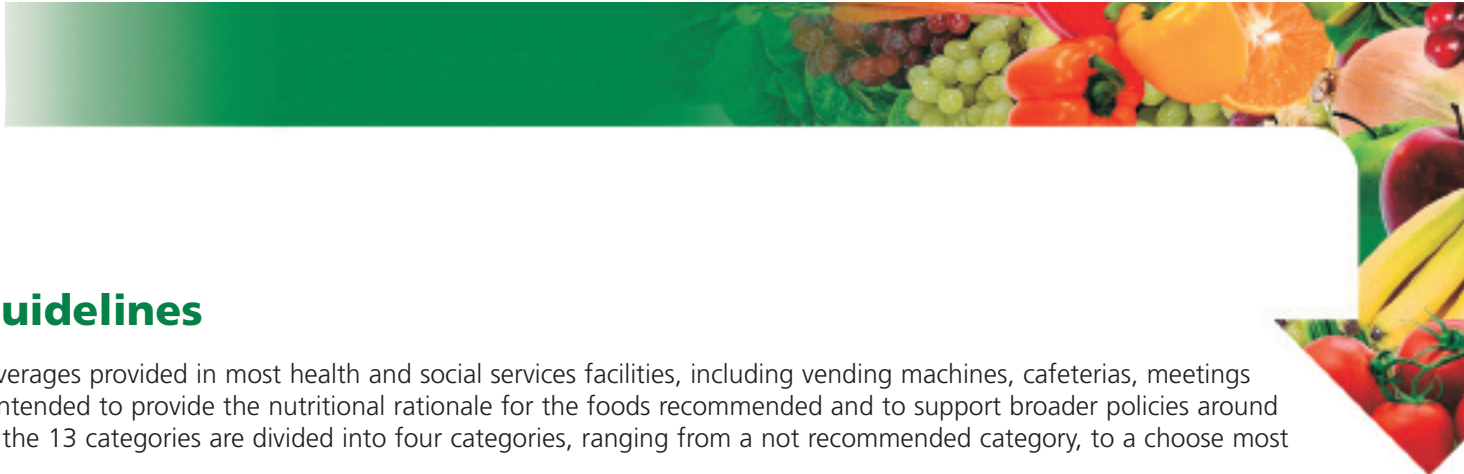 uidelines
verages provided in most health and social services facilities, including vending machines, cafeterias, meetings
ntended to provide the nutritional rationale for the foods recommended and to support broader policies around
the 13 categories are divided into four categories, ranging from a not recommended category, to a choose most